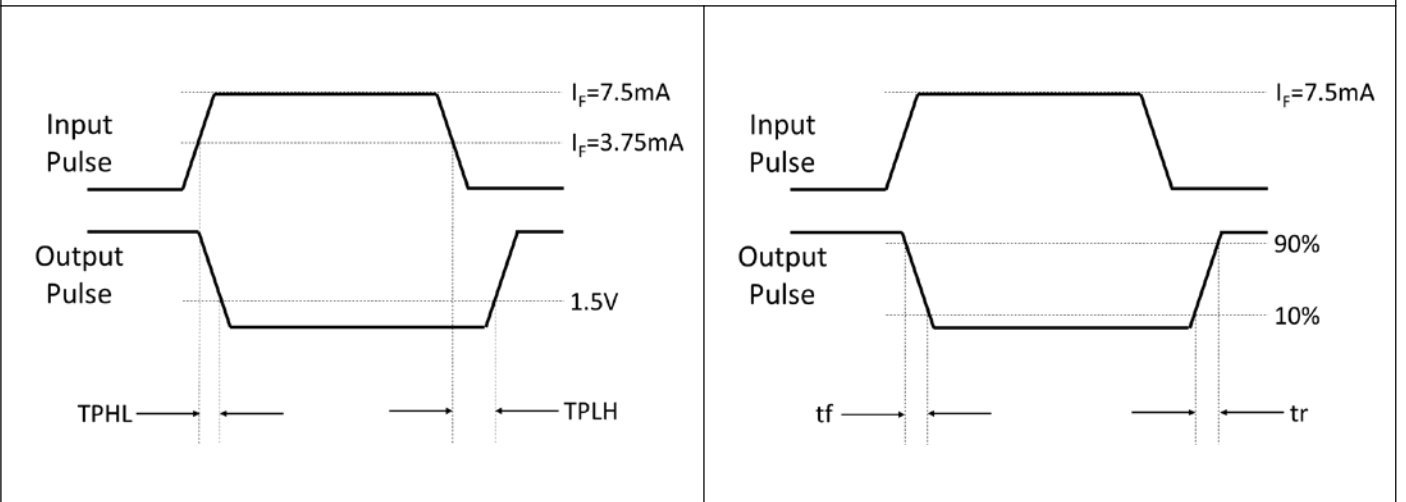 Input
Pulse
I_F=7.5mA
I_F=3.75mA
Output
Pulse
1.5V
TPHL
TPLH
Input
Pulse
I_F=7.5mA
Output
Pulse
90%
10%
tf
tr